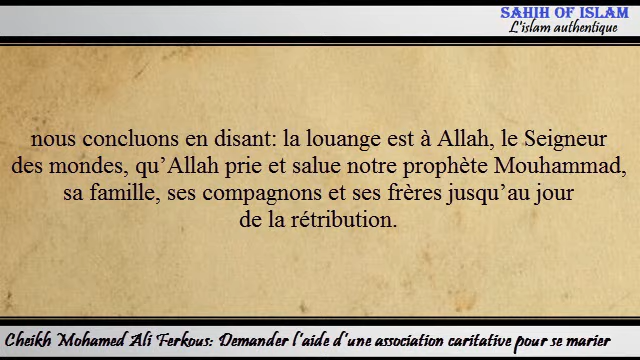 SAHIH OF ISLAM
L'islam authentique
nous concluons en disant: la louange est à Allah, le Seigneur
des mondes, qu’Allah prie et salue notre prophète Mouhammad,
sa famille, ses compagnons et ses frères jusqu’au jour
de la rétribution.
Cheikh Mohamed Ali Ferkous: Demander l'aide d'une association caritative pour se marier